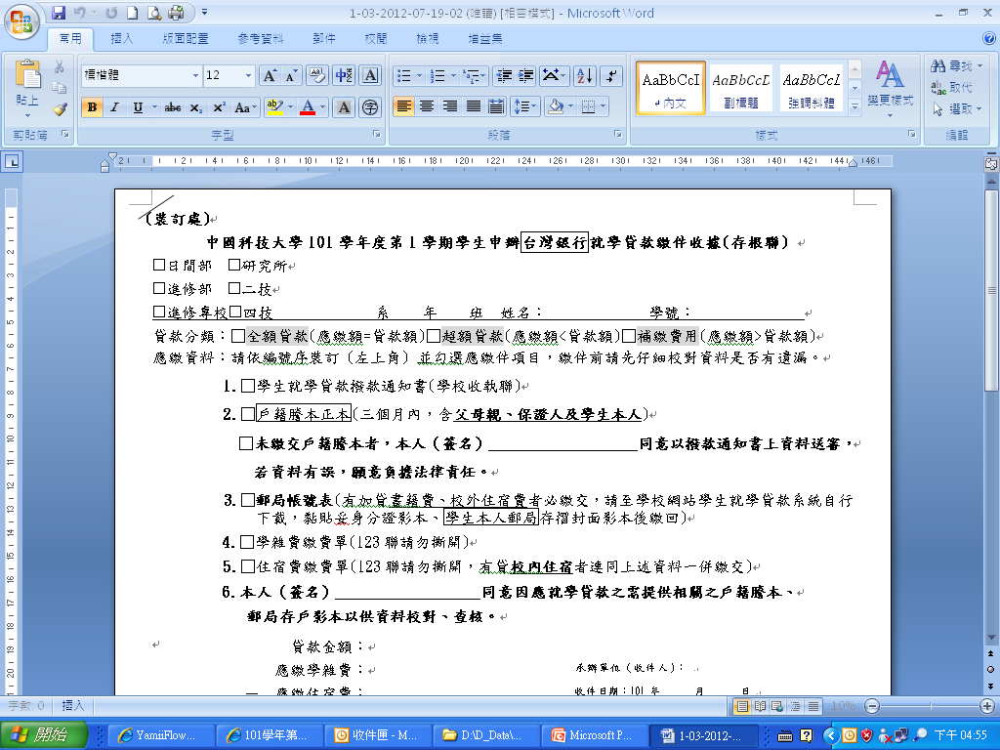 1-03-2012-07-19-02 (唯讀) [相容模式] - Microsoft Word
常用 插入 版面配置 參考資料 郵件 校閱 檢視 增益集
標楷體 12
AaBbCcI AaBbCcD AaBbCcI
貼上 內文 副標題 強調斜體 變更樣式 尋找 取代 選取
剪貼簿 字型 段落 樣式 編輯
(裝訂處)
中國科技大學 101 學年度第 1 學期學生申辦台灣銀行就學貸款繳件收據(存根聯)
□日間部 □研究所
□進修部 □二技
□進修專校□四技 系 年 班 姓名： 學號：
貸款分類：□全額貸款(應繳額=貸款額)□超額貸款(應繳額<貸款額)□補繳費用(應繳額>貸款額)
應繳資料：請依編號序裝訂（左上角）並勾選應繳件項目，繳件前請先仔細校對資料是否有遺漏。
1.□學生就學貸款撥款通知書(學校收執聯)
2.□戶籍謄本正本(三個月內，含父母親、保證人及學生本人)
□未繳交戶籍謄本者，本人（簽名）____________________同意以撥款通知書上資料送審，
若資料有誤，願意負擔法律責任。
3.□郵局帳號表(有加貸書籍費、校外住宿費者必繳交，請至學校網站學生就學貸款系統自行
下載，黏貼妥身分證影本、學生本人郵局存摺封面影本後繳回)
4.□學雜費繳費單(123 聯請勿撕開)
5.□住宿費繳費單(123 聯請勿撕開，有貸校內住宿者連同上述資料一併繳交)
6.本人（簽名）____________________同意因應就學貸款之需提供相關之戶籍謄本、
郵局存戶影本以供資料校對、查核。
貸款金額：
應繳學雜費： 承辦單位（收件人）：
應繳住宿費： 收件日期：101 年 月 日
字數: 0 插入 10%
開始 YamiiFlow... 101學年第... 收件匣 - M... D:\D_Data\... Microsoft P... 1-03-2012-... 下午 04:55